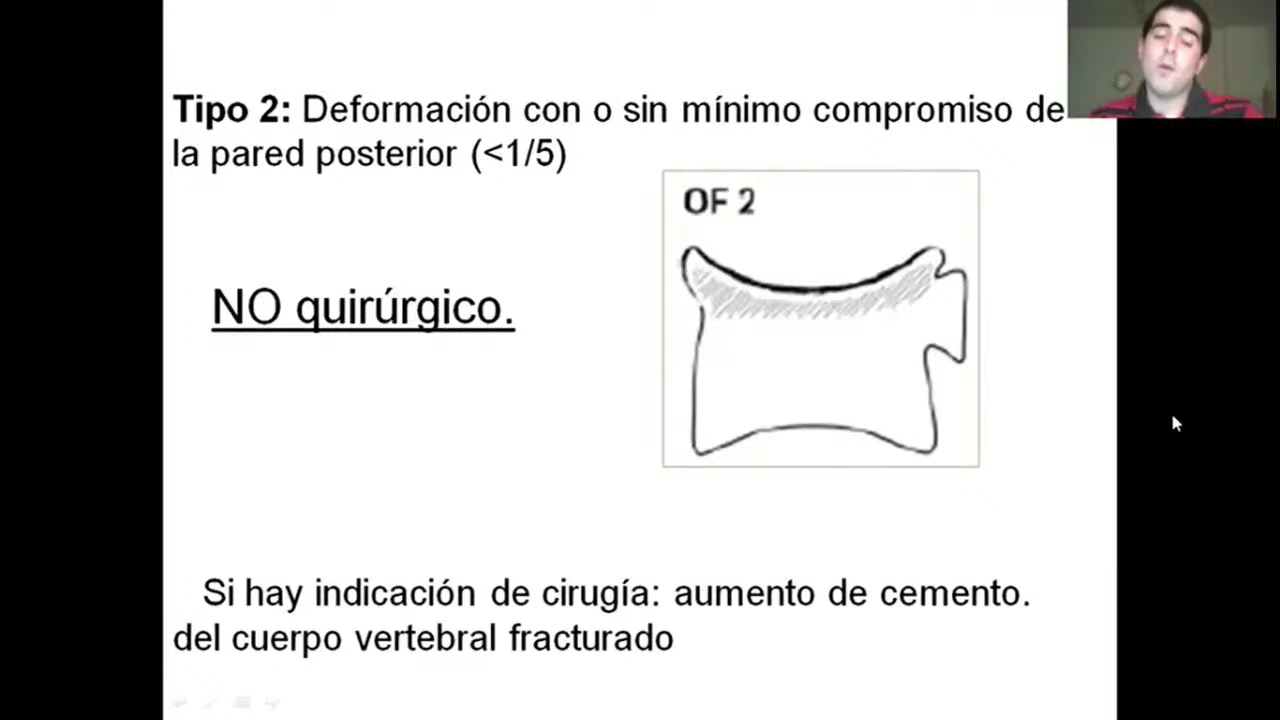 Tipo 2: Deformación con o sin mínimo compromiso de
la pared posterior (<1/5)
OF 2
NO quirúrgico.
Si hay indicación de cirugía: aumento de cemento.
del cuerpo vertebral fracturado